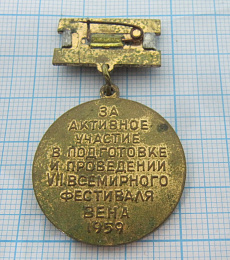 ЗА
АКТИВНОЕ
УЧАСТИЕ
В ПОДГОТОВКЕ
И ПРОВЕДЕНИИ
VII ВСЕМИРНОГО
ФЕСТИВАЛЯ
ВЕНА
1959